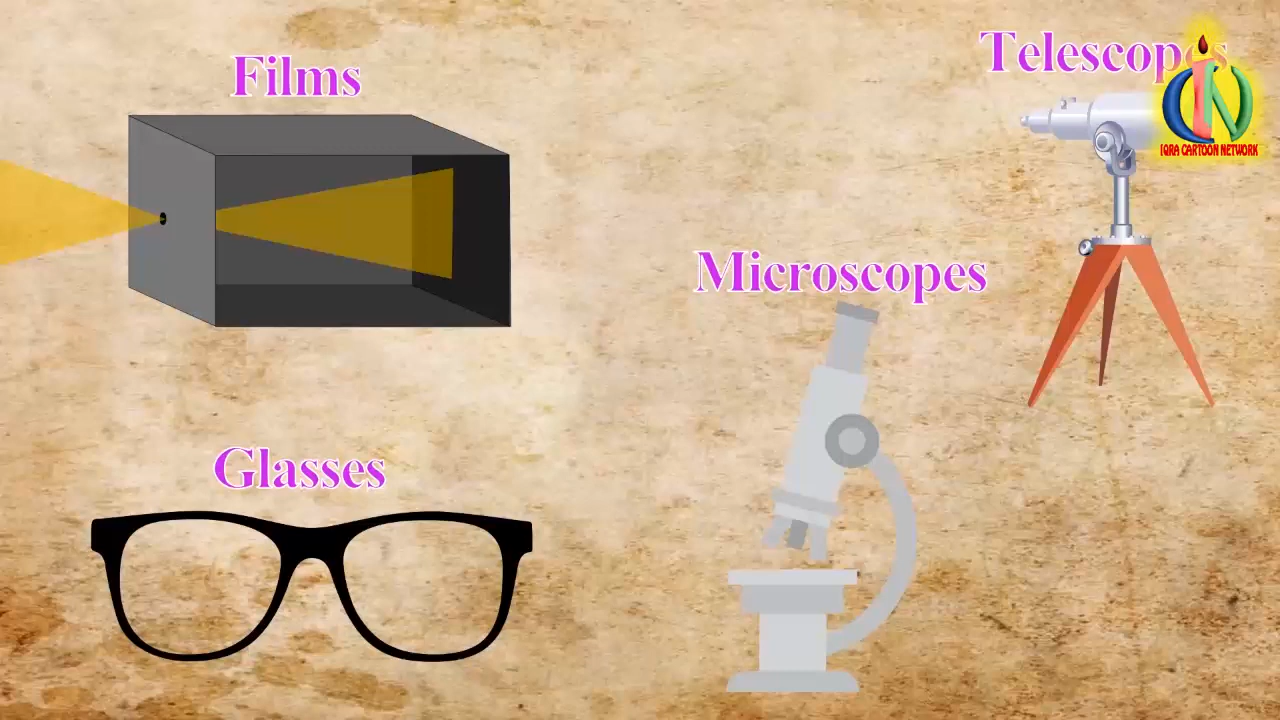 Films
Telescopes
IQRA CARTOON NETWORK
Microscopes
Glasses